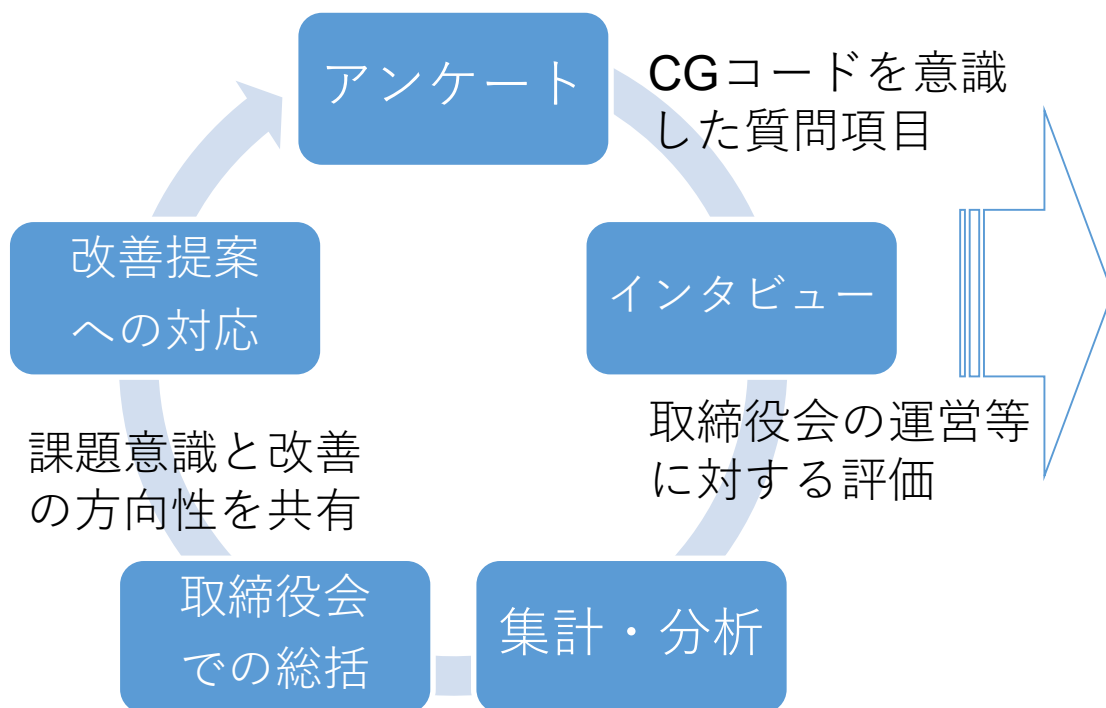 アンケート
CGコードを意識
した質問項目
インタビュー
取締役会の運営等
に対する評価
集計・分析
取締役会
での総括
課題意識と改善
の方向性を共有
改善提案
への対応